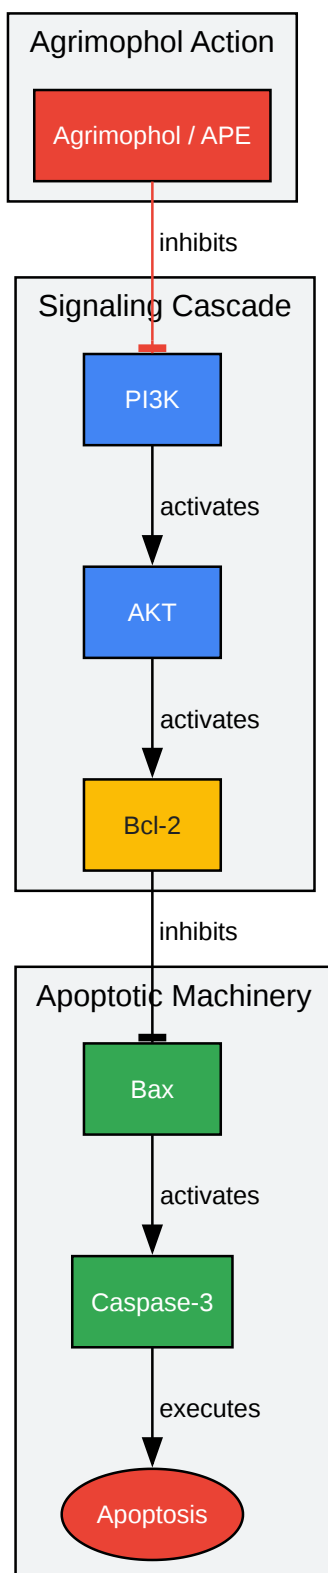 Agrimophol Action
Agrimophol / APE
inhibits
Signaling Cascade
PI3K
activates
AKT
activates
Bcl-2
inhibits
Apoptotic Machinery
Bax
activates
Caspase-3
executes
Apoptosis